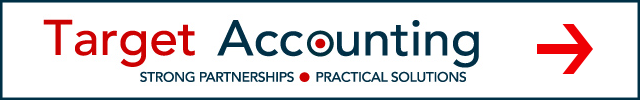 Target Accounting
STRONG PARTNERSHIPS ● PRACTICAL SOLUTIONS